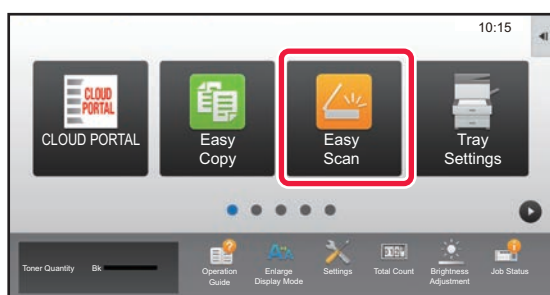 10:15
CLOUD
PORTAL
CLOUD PORTAL
Easy
Copy
Easy
Scan
Tray
Settings
Toner Quantity Bk
Operation
Guide
Enlarge
Display Mode
Settings
Total Count
Brightness
Adjustment
Job Status